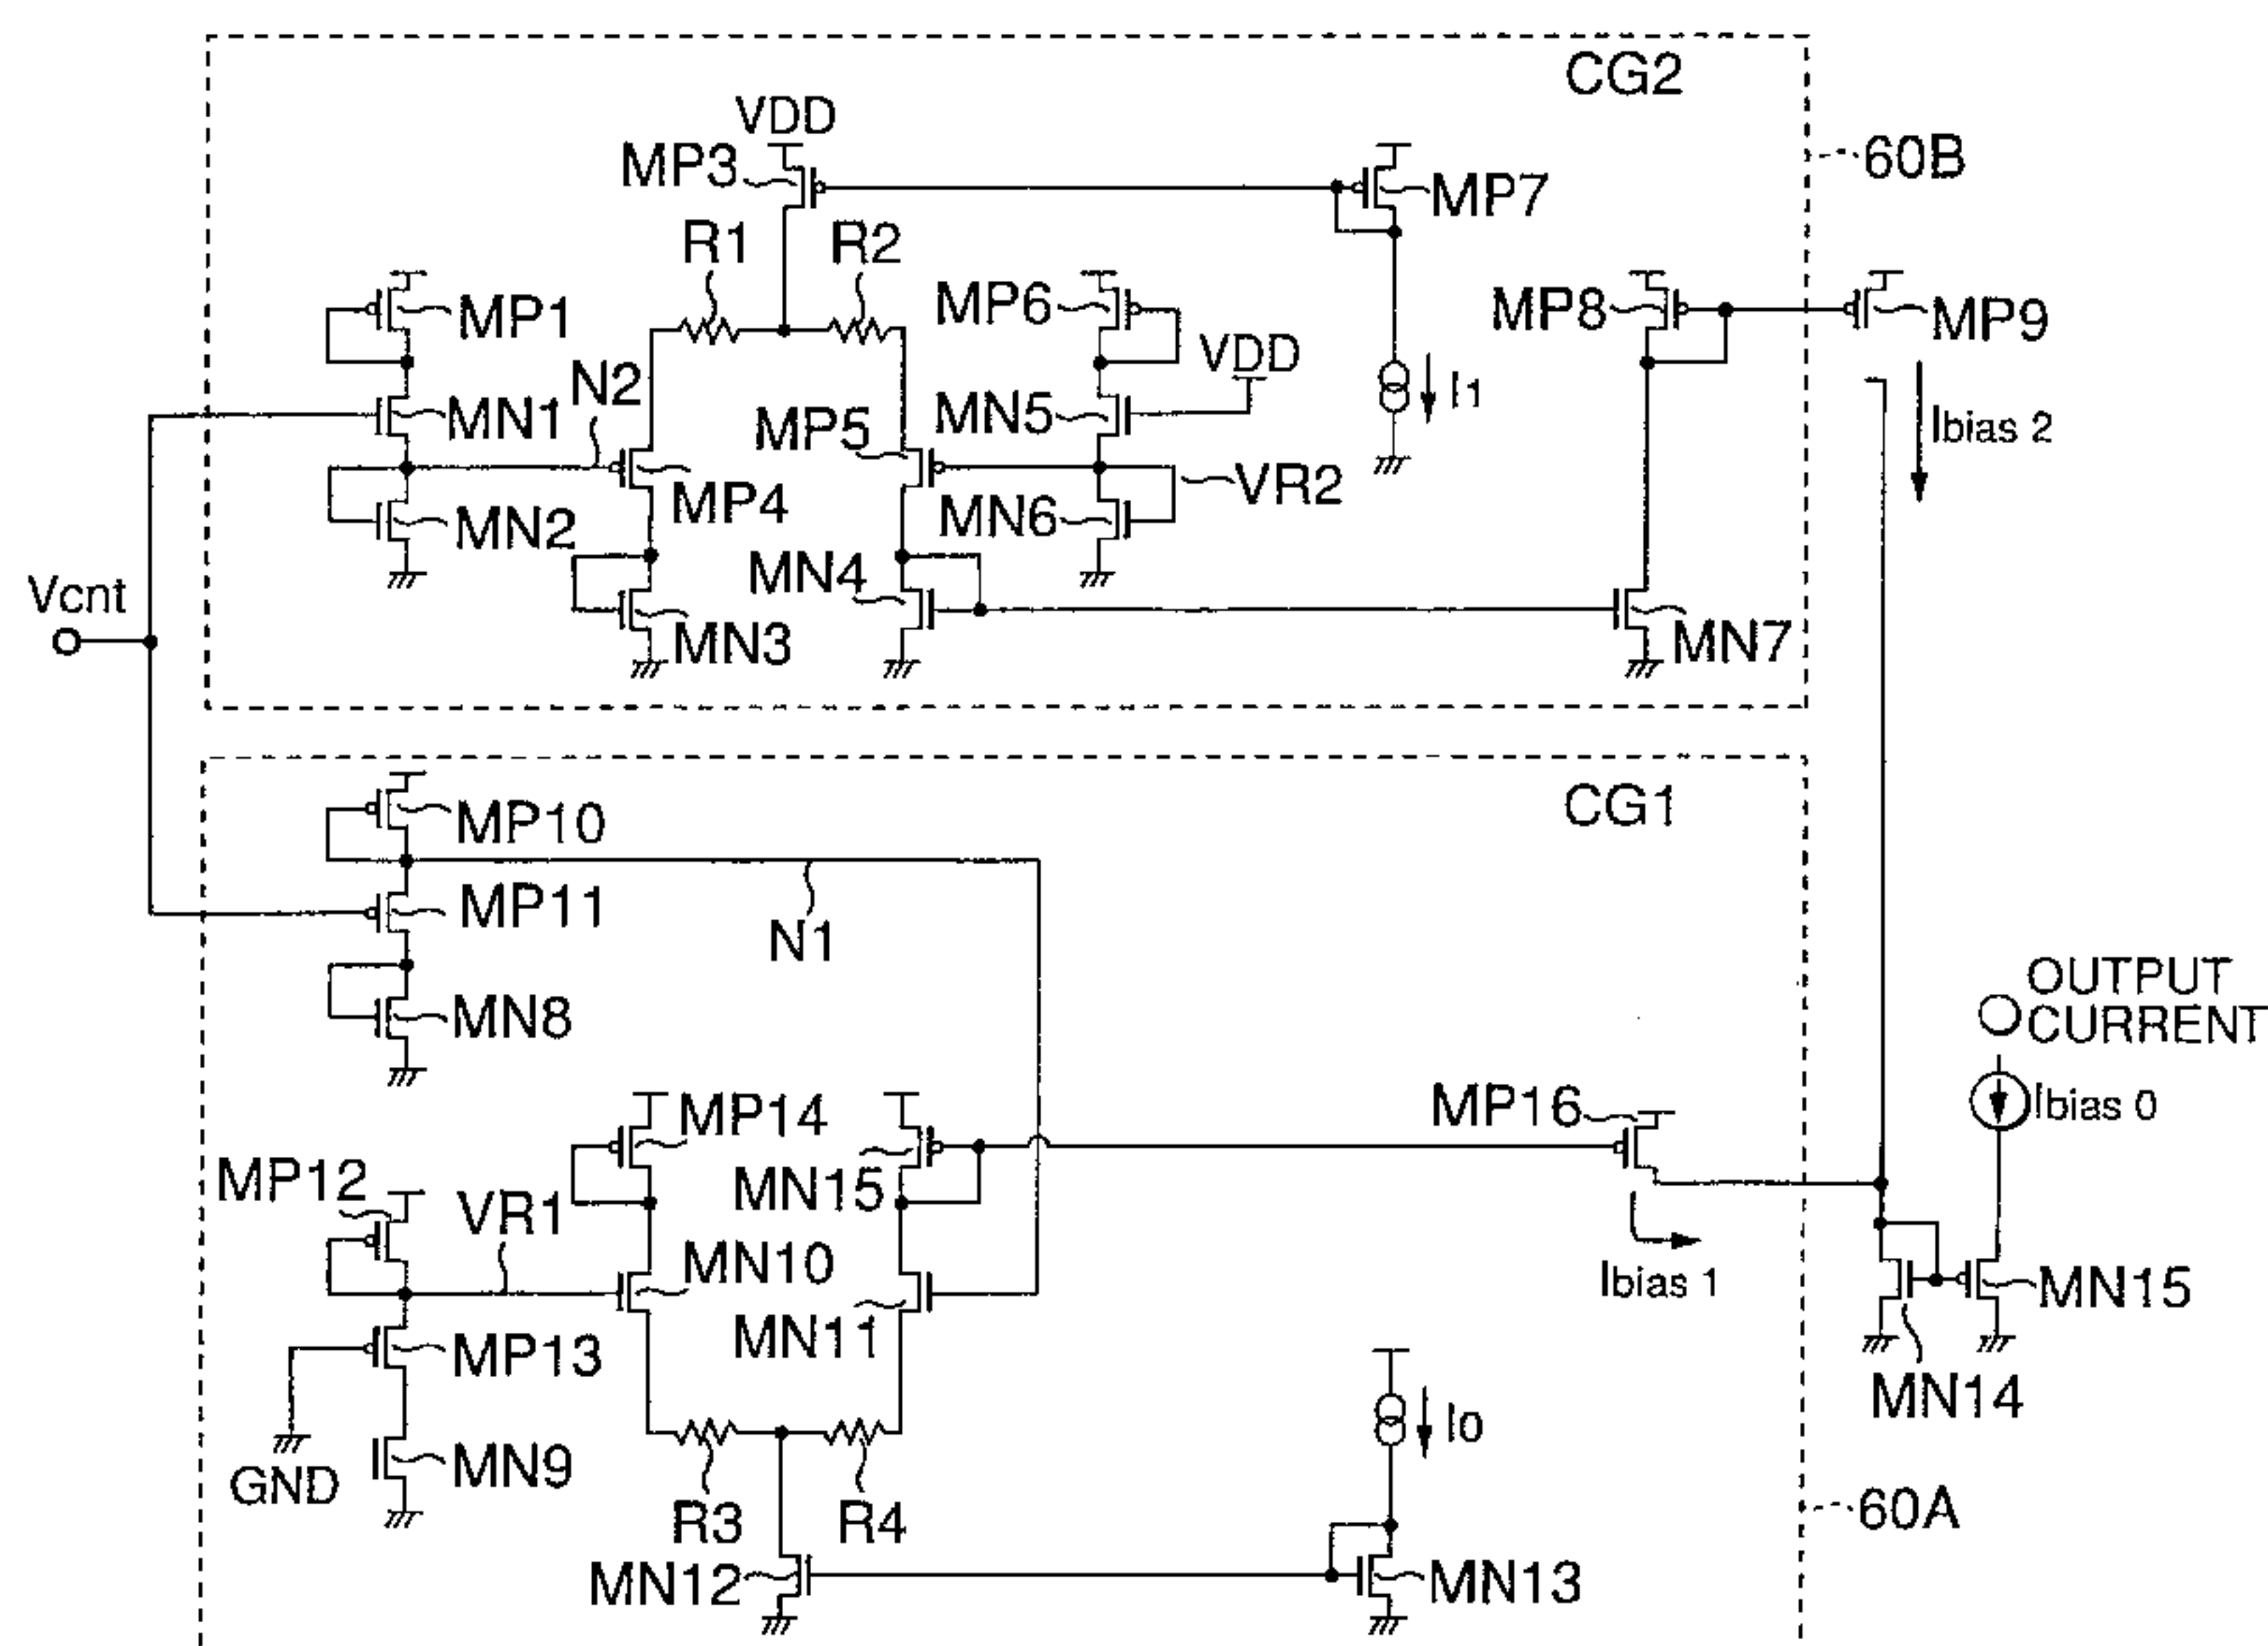 CG2
VDD
MP3
60B
MP7
R1
R2
MP1
MP6
MP8
MP9
VDD
N2
I1
MN1
MP5
MN5
Ibias 2
MP4
VR2
MN2
MN6
MN4
Vcnt
MN3
MN7
CG1
MP10
MP11
N1
MN8
OUTPUT
CURRENT
MP14
MP16
Ibias 0
MP12
MN15
VR1
MN10
Ibias 1
MN15
MP13
MN11
MN14
I0
MN9
GND
R3
R4
60A
MN12
MN13